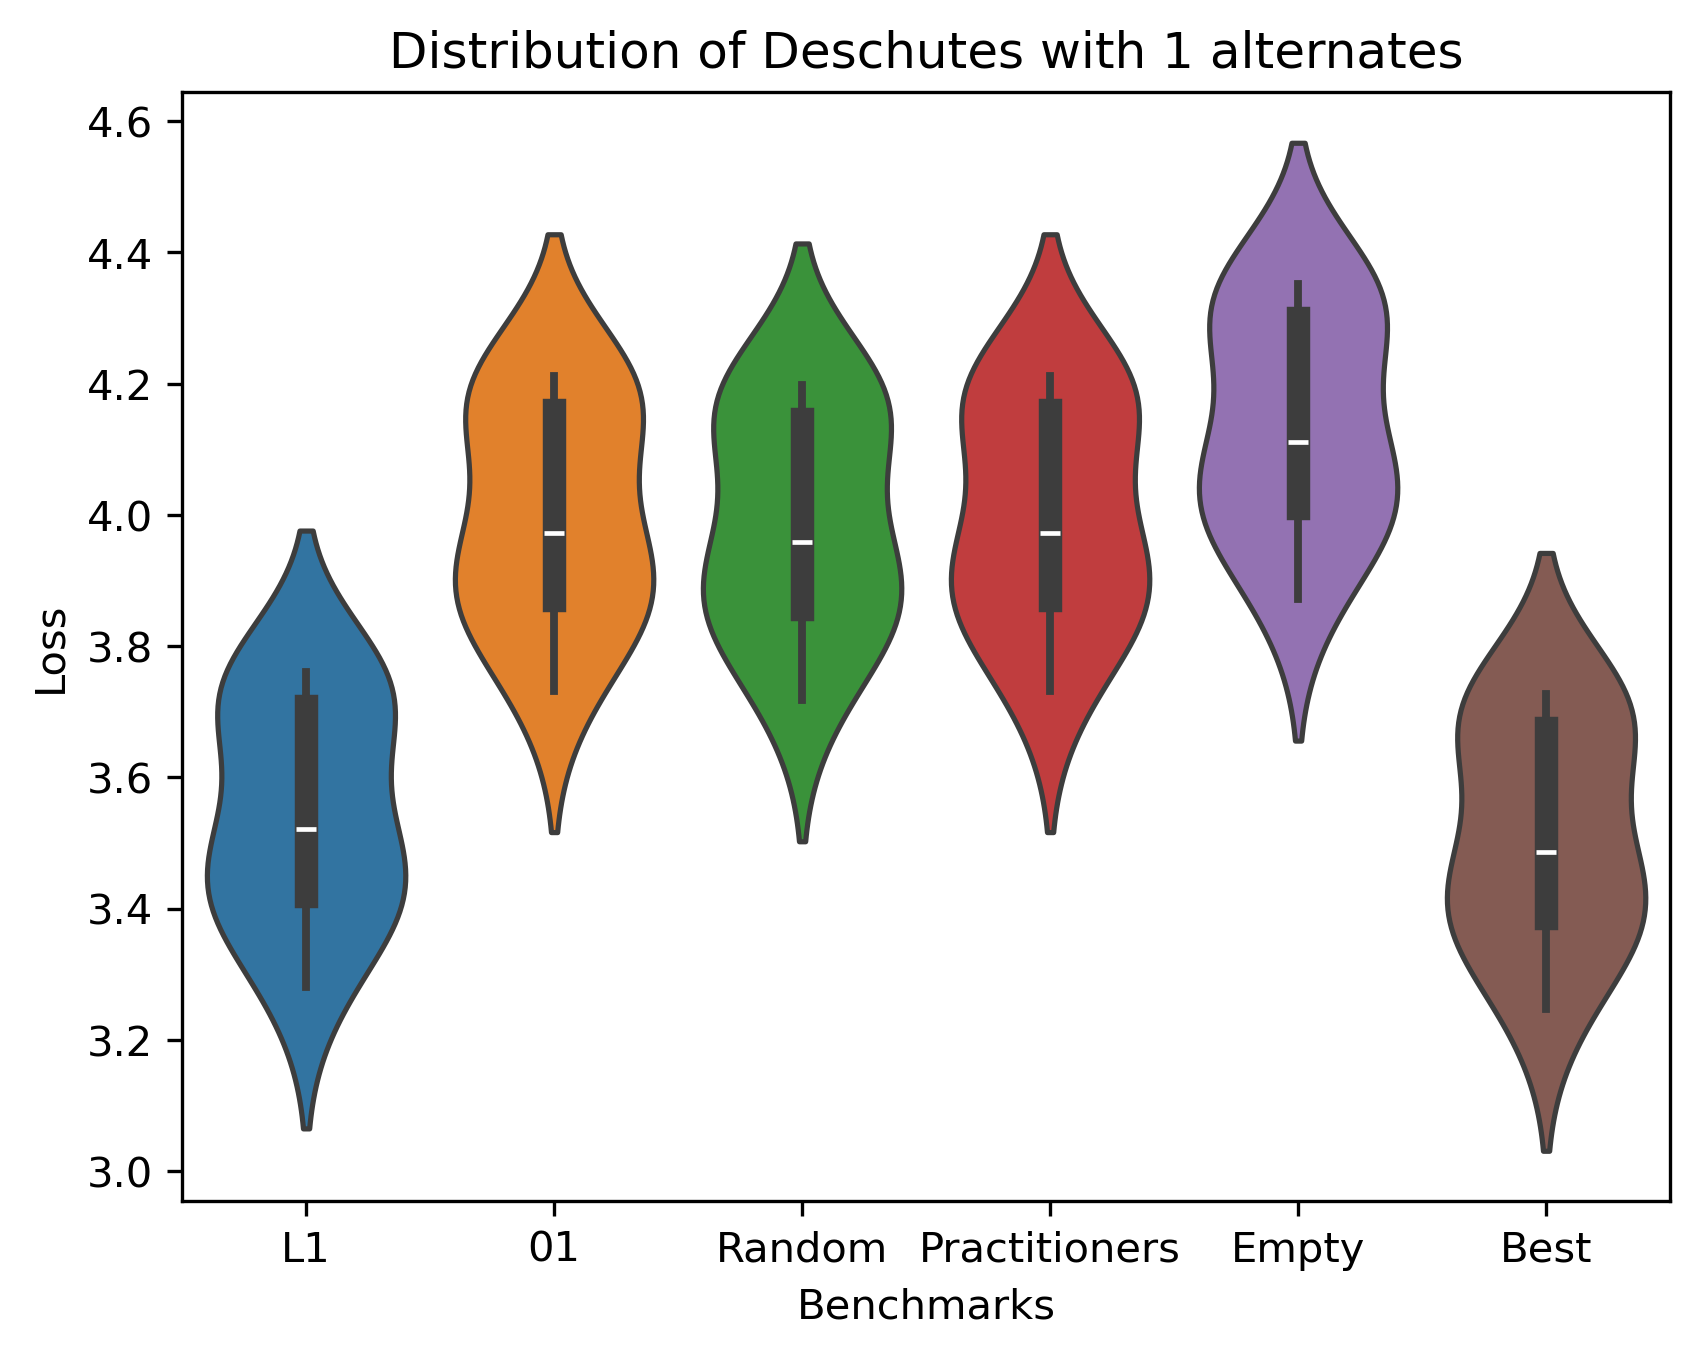 Distribution of Deschutes with 1 alternates
4.6
4.4
4.2
4.0
3.8
3.6
3.4
3.2
3.0
Loss
L1 01 Random Practitioners Empty Best
Benchmarks